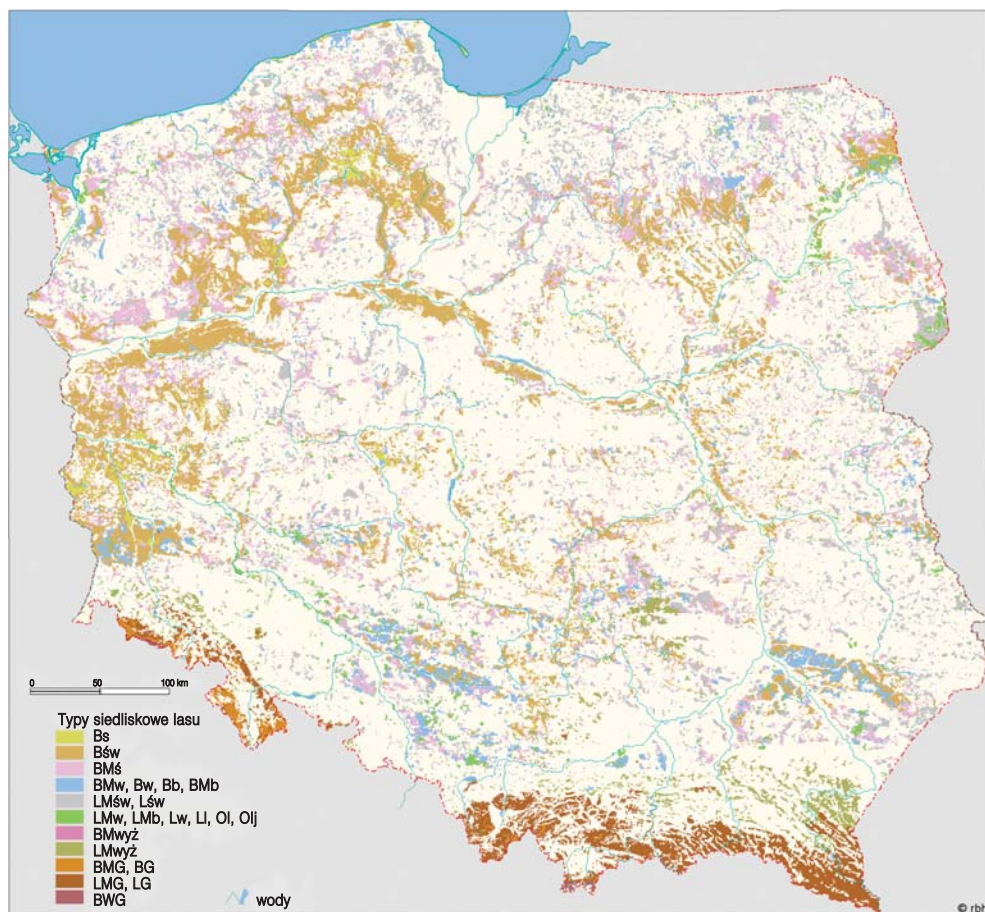 0 50 100 km
Typy siedliskowe lasu
Bs
Bśw
BMś
BMw, Bw, Bb, BMb
LMśw, Lśw
LMw, LMb, Lw, Ll, Ol, Olj
BMwyż
LMwyż
BMG, BG
LMG, LG
BWG
wody